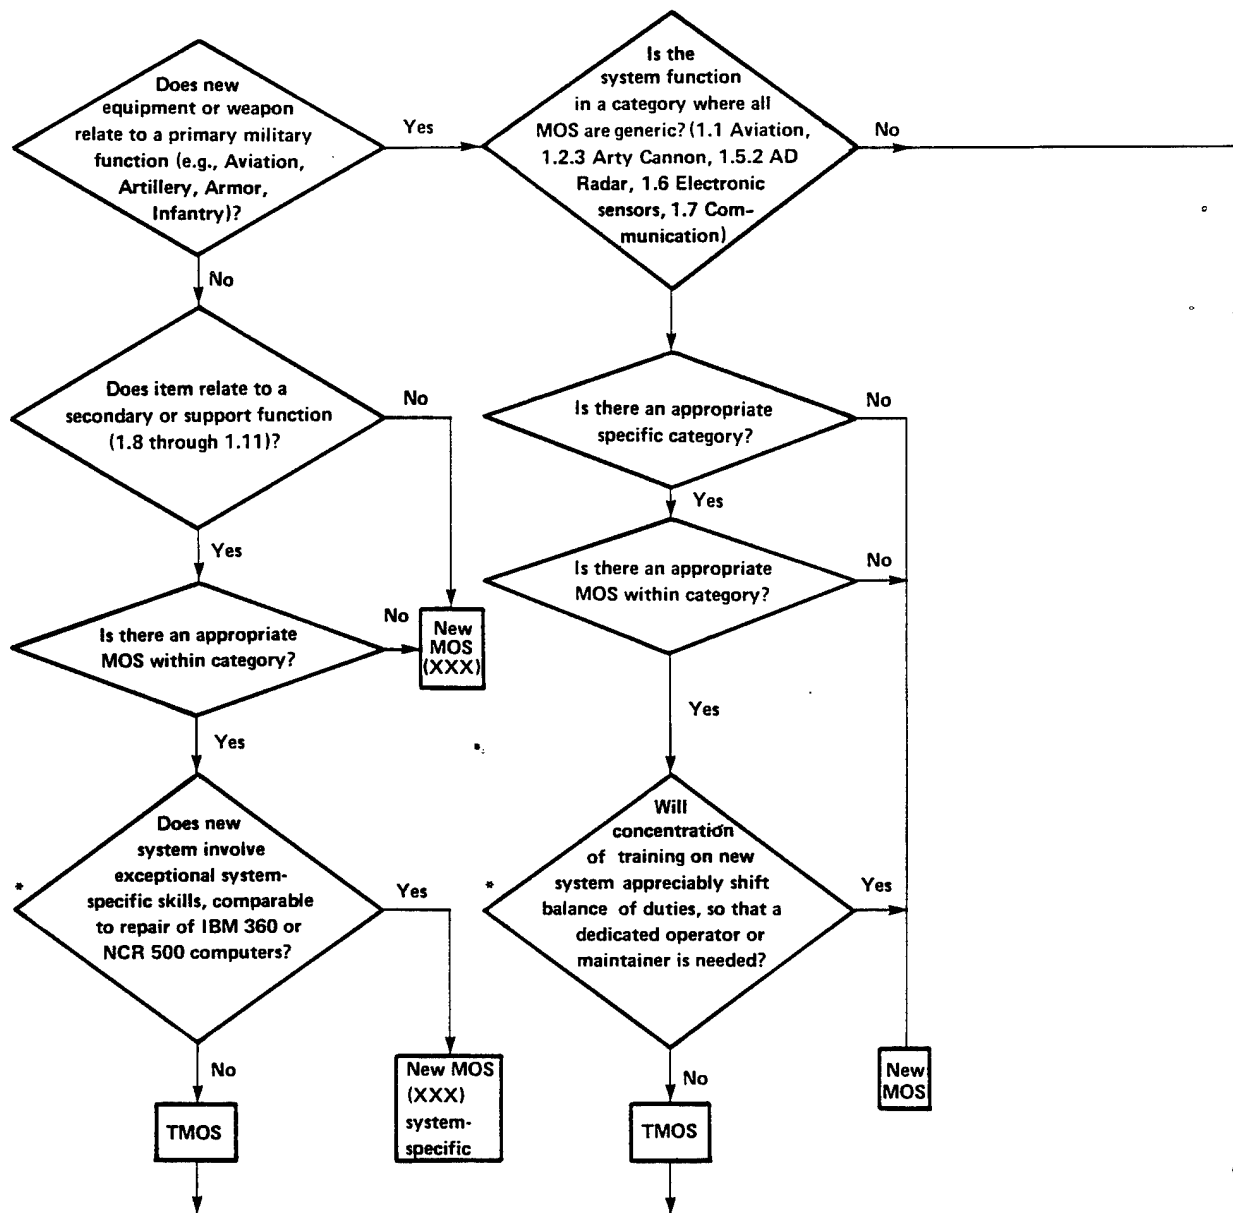 Does new
equipment or weapon
relate to a primary military
function (e.g., Aviation,
Artillery, Armor,
Infantry)?
Yes
Is the
system function
in a category where all
MOS are generic? (1.1 Aviation,
1.2.3 Arty Cannon, 1.5.2 AD
Radar, 1.6 Electronic
sensors, 1.7 Com-
munication)
No
No
Does item relate to a
secondary or support function
(1.8 through 1.11)?
No
Is there an appropriate
specific category?
No
Yes
Yes
Is there an appropriate
MOS within category?
No
Is there an appropriate
MOS within category?
No
New
MOS
(XXX)
Yes
Yes
*
Does new
system involve
exceptional system-
specific skills, comparable
to repair of IBM 360 or
NCR 500 computers?
Yes
*
Will
concentration
of training on new
system appreciably shift
balance of duties, so that a
dedicated operator or
maintainer is needed?
Yes
No
TMOS
New MOS
(XXX)
system-
specific
No
TMOS
New
MOS